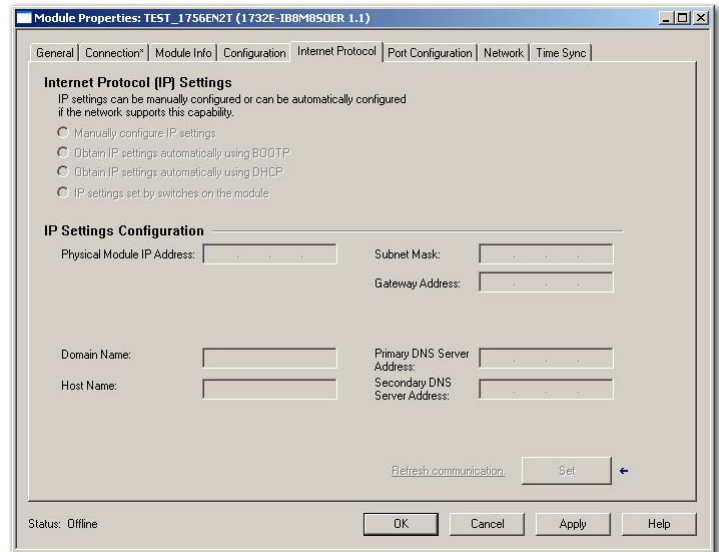 Module Properties: TEST_1756EN2T (1732E-IB8M8SOER 1.1)
General Connection* Module Info Configuration Internet Protocol Port Configuration Network Time Sync
Internet Protocol (IP) Settings
IP settings can be manually configured or can be automatically configured
if the network supports this capability.
Manually configure IP settings
Obtain IP settings automatically using BOOTP
Obtain IP settings automatically using DHCP
IP settings set by switches on the module
IP Settings Configuration
Physical Module IP Address:
Subnet Mask:
Gateway Address:
Domain Name:
Primary DNS Server
Address:
Host Name:
Secondary DNS
Server Address:
Refresh communication. Set
Status: Offline
OK Cancel Apply Help